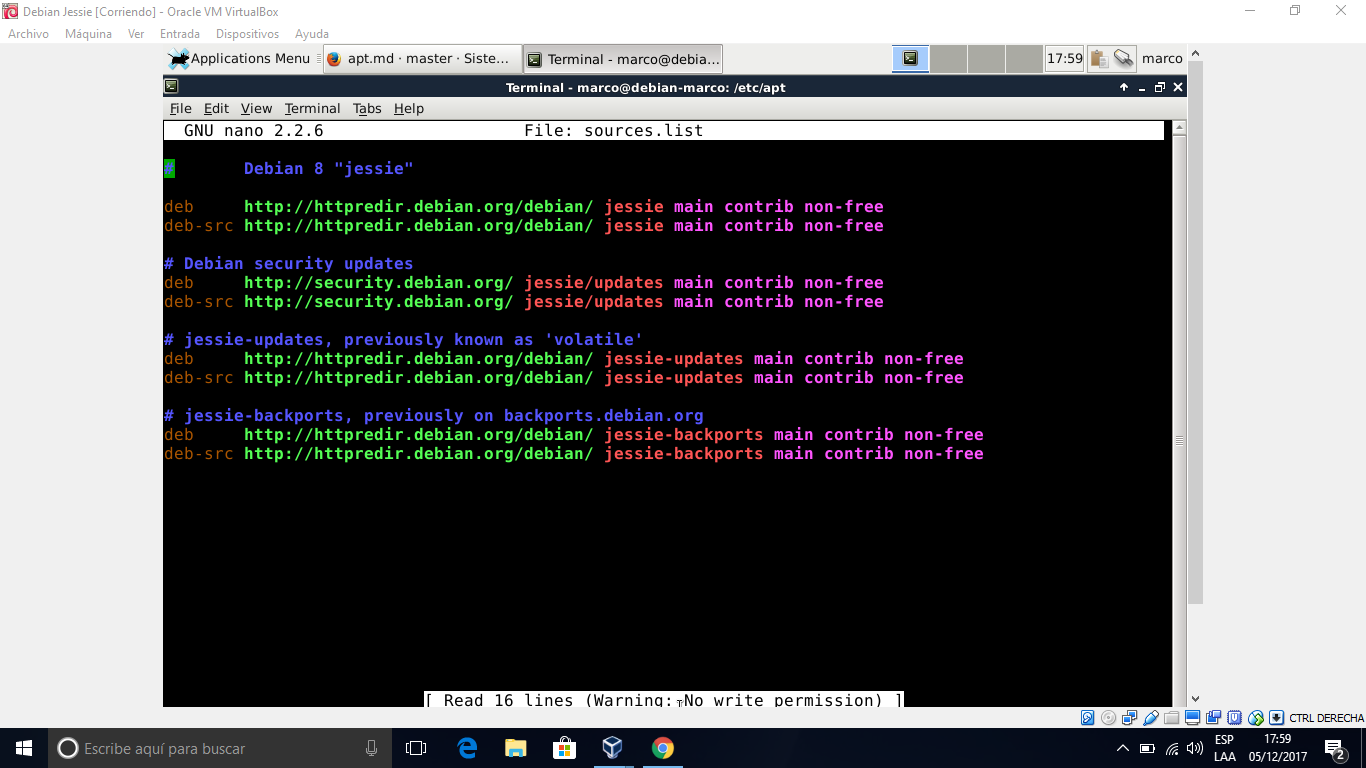 Debian Jessie [Corriendo] - Oracle VM VirtualBox
Archivo Máquina Ver Entrada Dispositivos Ayuda
Applications Menu apt.md · master · Siste... Terminal - marco@debia... 17:59 marco
Terminal - marco@debian-marco: /etc/apt
File Edit View Terminal Tabs Help
GNU nano 2.2.6 File: sources.list
# Debian 8 "jessie"
deb http://httpredir.debian.org/debian/ jessie main contrib non-free
deb-src http://httpredir.debian.org/debian/ jessie main contrib non-free
# Debian security updates
deb http://security.debian.org/ jessie/updates main contrib non-free
deb-src http://security.debian.org/ jessie/updates main contrib non-free
# jessie-updates, previously known as 'volatile'
deb http://httpredir.debian.org/debian/ jessie-updates main contrib non-free
deb-src http://httpredir.debian.org/debian/ jessie-updates main contrib non-free
# jessie-backports, previously on backports.debian.org
deb http://httpredir.debian.org/debian/ jessie-backports main contrib non-free
deb-src http://httpredir.debian.org/debian/ jessie-backports main contrib non-free
[ Read 16 lines (Warning: No write permission) ]
CTRL DERECHA
Escribe aquí para buscar
ESP
LAA
17:59
05/12/2017
2